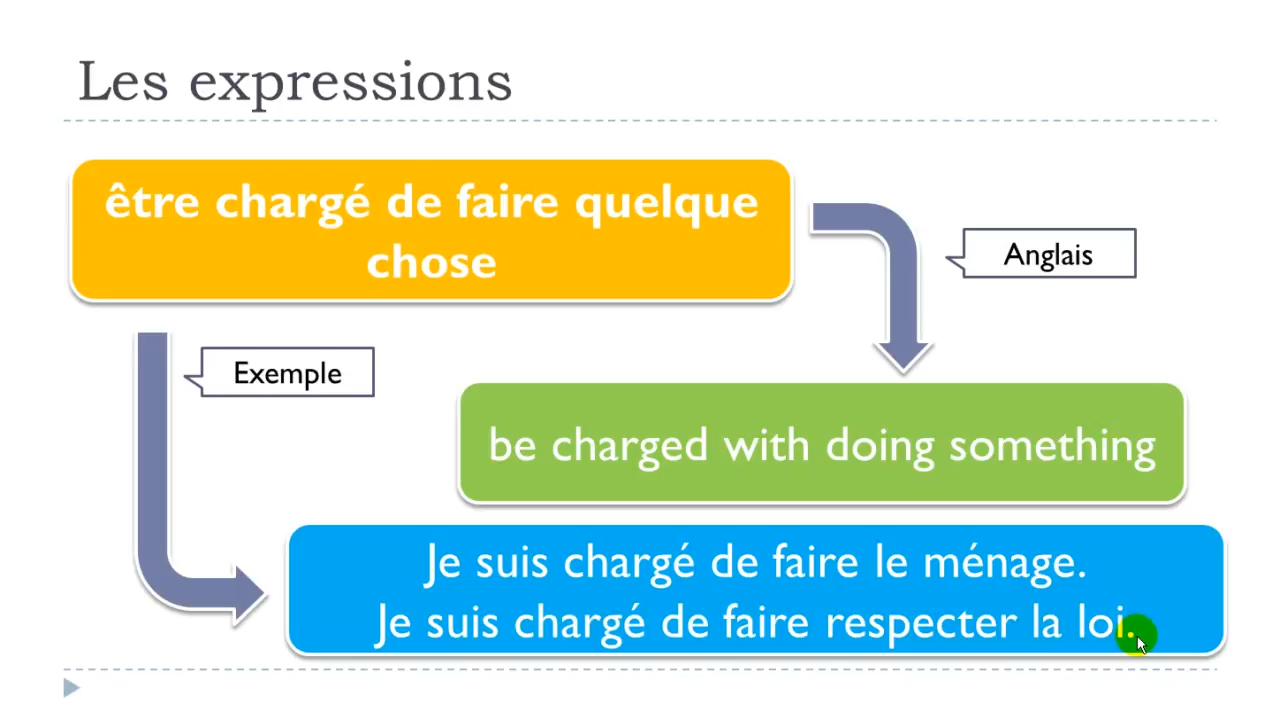 Les expressions
être chargé de faire quelque
chose
Anglais
Exemple
be charged with doing something
Je suis chargé de faire le ménage.
Je suis chargé de faire respecter la loi.